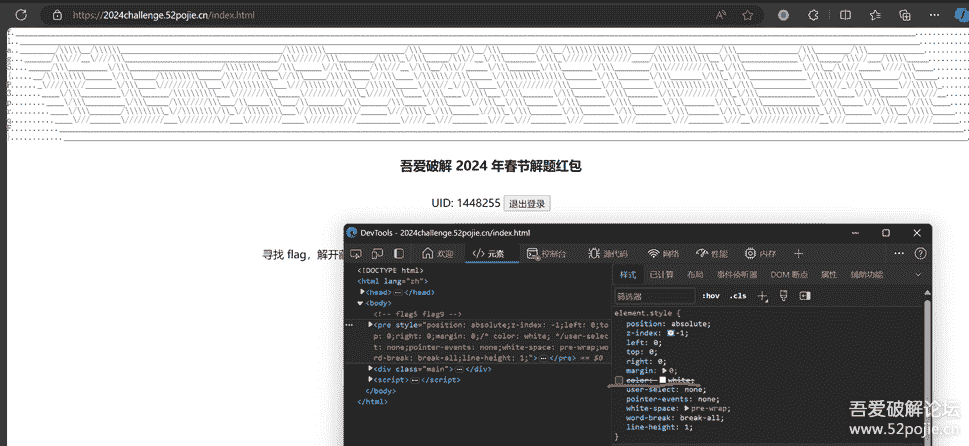 https://2024challenge.52pojie.cn/index.html
吾爱破解 2024 年春节解题红包
UID: 1448255 退出登录
寻找 flag，解开
DevTools - 2024challenge.52pojie.cn/index.html
欢迎 </> 元素 控制台 源代码 网络 性能 内存
<!DOCTYPE html>
<html lang="zh">
<head> </head>
<body>
<!-- flag5 flag9 -->
<pre style="position: absolute;z-index: -1;left: 0;to
p: 0;right: 0;margin: 0;/* color: white; */user-selec
t: none;pointer-events: none;white-space: pre-wrap;wo
rd-break: break-all;line-height: 1;"> </pre> == $0
<div class="main"> </div>
<script> </script>
</body>
</html>
样式 已计算 布局 事件侦听器 DOM 断点 属性 辅助功能
筛选器 :hov .cls
element.style {
position: absolute;
z-index: -1;
left: 0;
top: 0;
right: 0;
margin: 0;
color: white;
user-select: none;
pointer-events: none;
white-space: pre-wrap;
word-break: break-all;
line-height: 1;
}
吾爱破解论坛
www.52pojie.cn